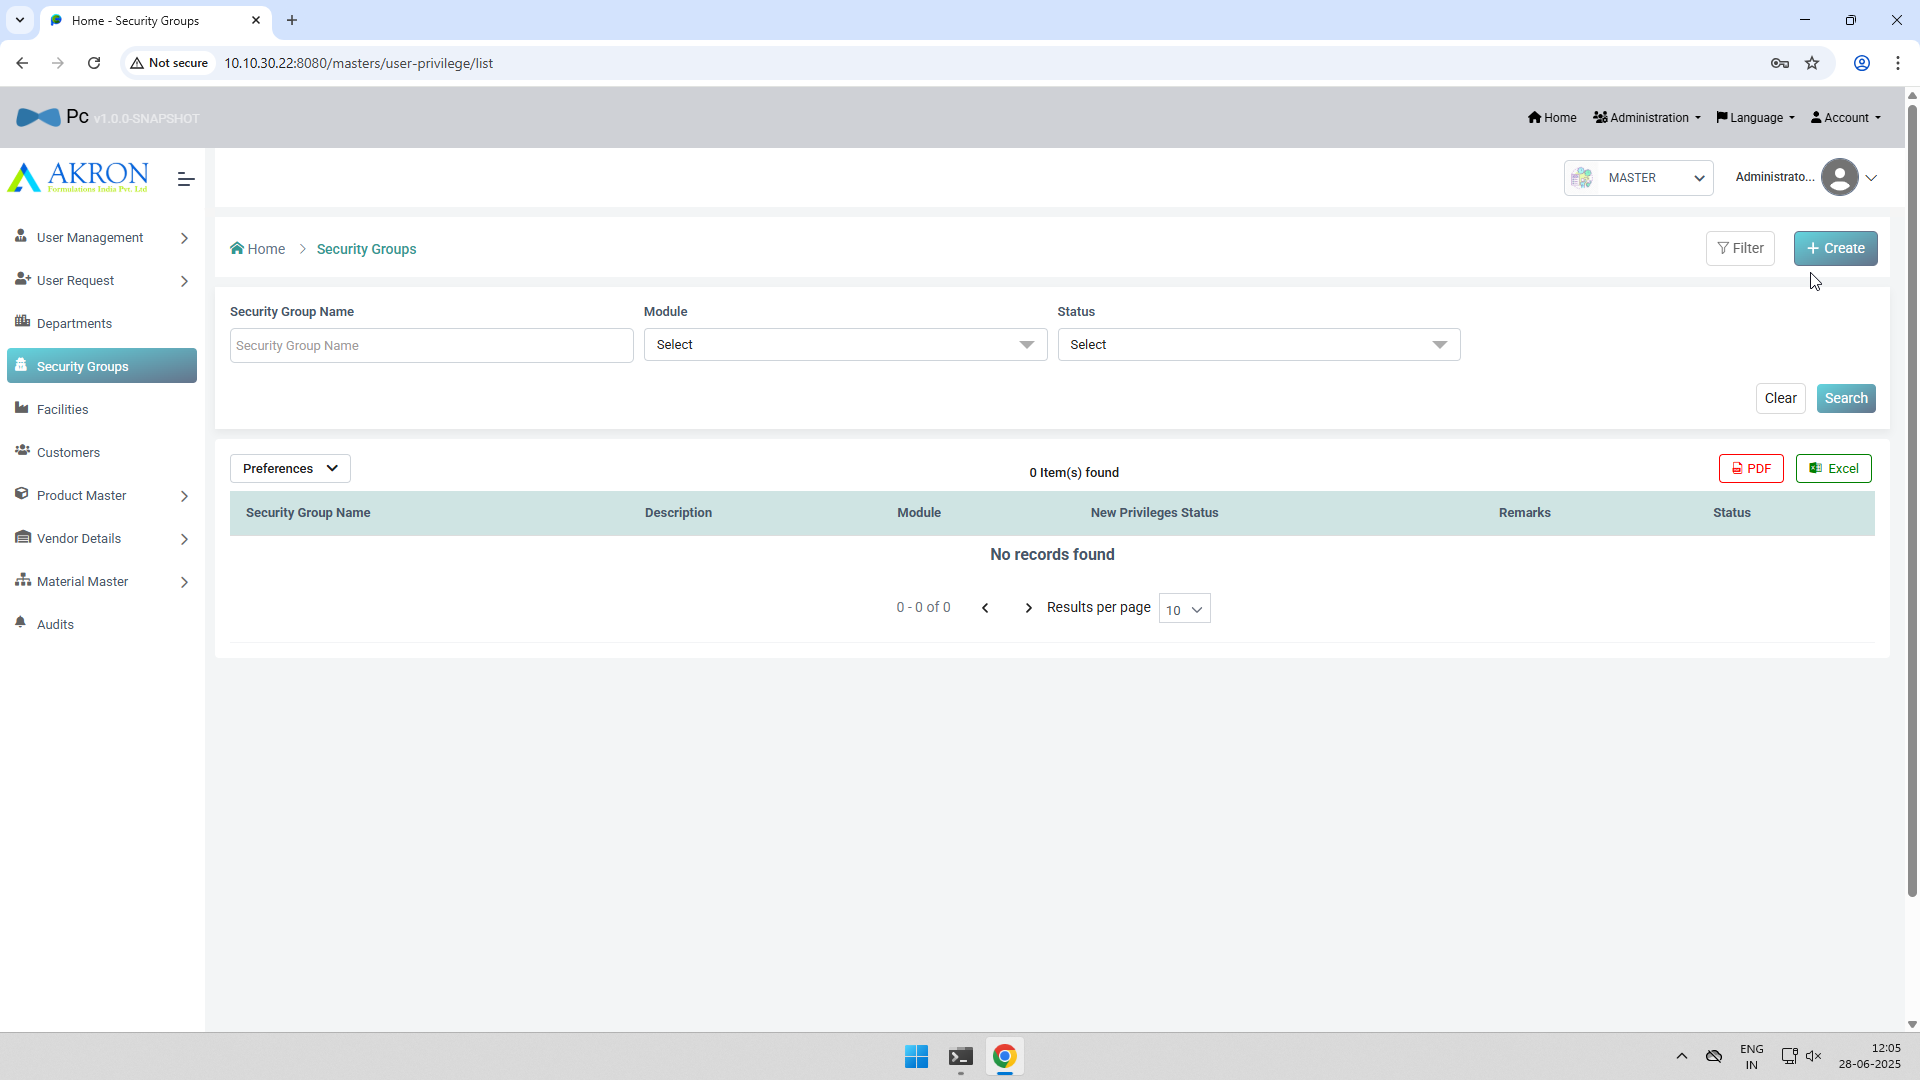 Home - Security Groups
Not secure
10.10.30.22:8080/masters/user-privilege/list
Pc v1.0.0-SNAPSHOT
Home
Administration
Language
Account
AKRON
Formulations India Pvt. Ltd
MASTER
Administrato...
User Management
User Request
Departments
Security Groups
Facilities
Customers
Product Master
Vendor Details
Material Master
Audits
Home > Security Groups
Filter
+ Create
Security Group Name
Module
Status
Security Group Name
Select
Select
Clear
Search
Preferences
0 Item(s) found
PDF
Excel
Security Group Name
Description
Module
New Privileges Status
Remarks
Status
No records found
0 - 0 of 0
Results per page
10
ENG
IN
12:05
28-06-2025